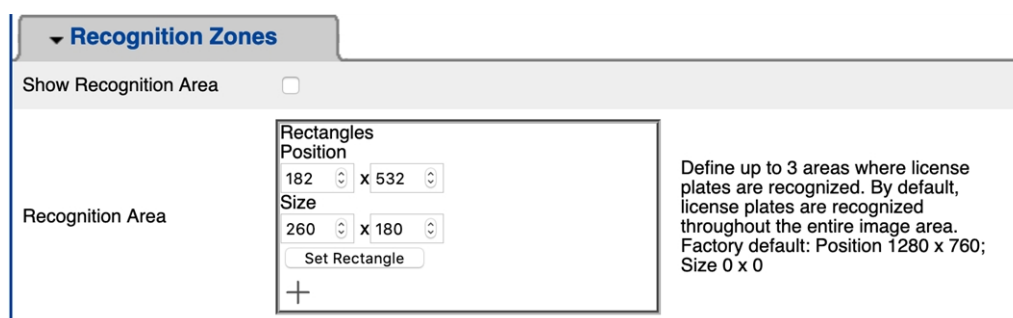 Recognition Zones
Show Recognition Area
Recognition Area
Rectangles
Position
182 x 532
Size
260 x 180
Set Rectangle
Define up to 3 areas where license
plates are recognized. By default,
license plates are recognized
throughout the entire image area.
Factory default: Position 1280 x 760;
Size 0 x 0